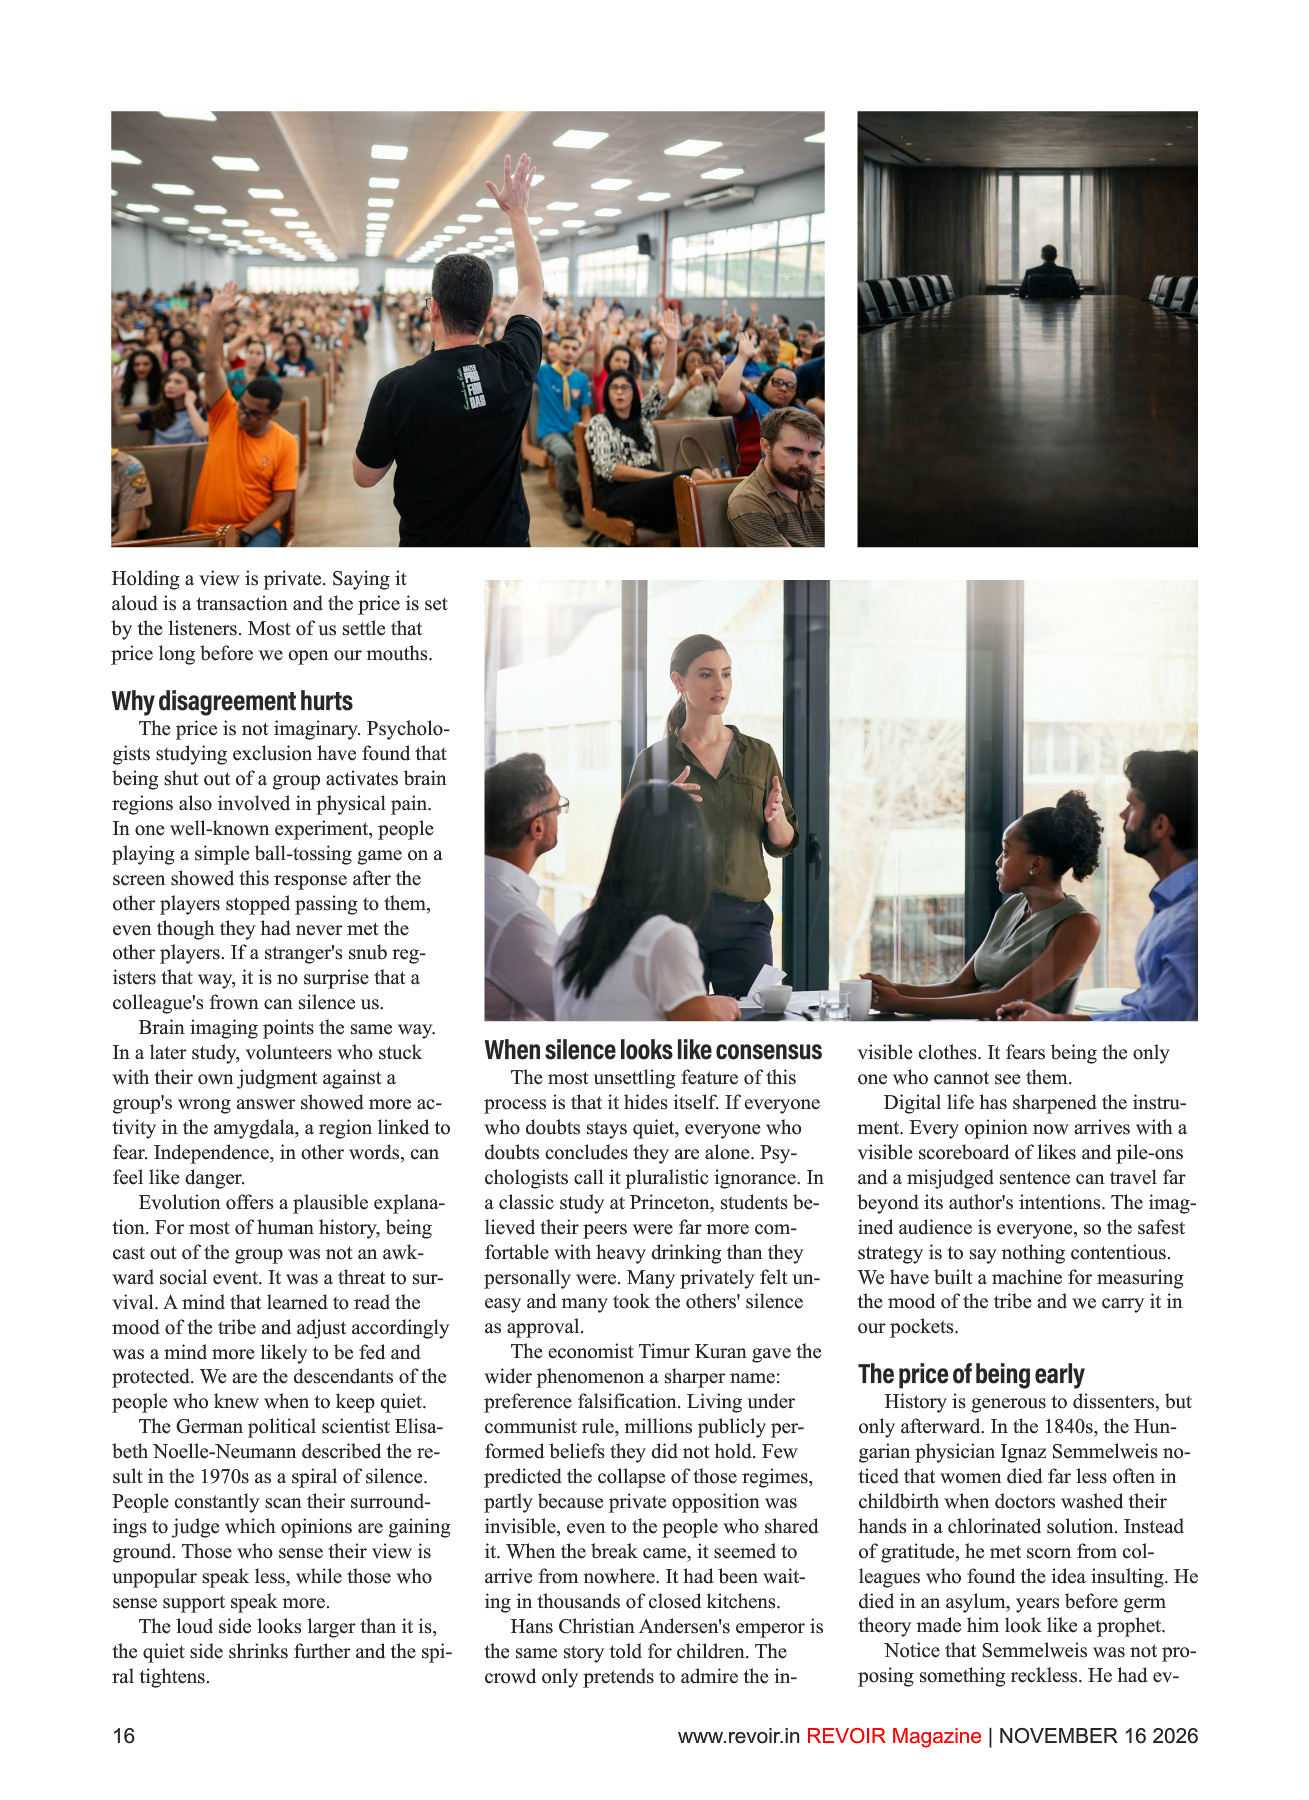 Holding a view is private. Saying it
aloud is a transaction and the price is set
by the listeners. Most of us settle that
price long before we open our mouths.
Why disagreement hurts
The price is not imaginary. Psycholo-
gists studying exclusion have found that
being shut out of a group activates brain
regions also involved in physical pain.
In one well-known experiment, people
playing a simple ball-tossing game on a
screen showed this response after the
other players stopped passing to them,
even though they had never met the
other players. If a stranger's snub reg-
isters that way, it is no surprise that a
colleague's frown can silence us.
Brain imaging points the same way.
In a later study, volunteers who stuck
with their own judgment against a
group's wrong answer showed more ac-
tivity in the amygdala, a region linked to
fear. Independence, in other words, can
feel like danger.
Evolution offers a plausible explana-
tion. For most of human history, being
cast out of the group was not an awk-
ward social event. It was a threat to sur-
vival. A mind that learned to read the
mood of the tribe and adjust accordingly
was a mind more likely to be fed and
protected. We are the descendants of the
people who knew when to keep quiet.
The German political scientist Elisa-
beth Noelle-Neumann described the re-
sult in the 1970s as a spiral of silence.
People constantly scan their surround-
ings to judge which opinions are gaining
ground. Those who sense their view is
unpopular speak less, while those who
sense support speak more.
The loud side looks larger than it is,
the quiet side shrinks further and the spi-
ral tightens.
When silence looks like consensus
The most unsettling feature of this
process is that it hides itself. If everyone
who doubts stays quiet, everyone who
doubts concludes they are alone. Psy-
chologists call it pluralistic ignorance. In
a classic study at Princeton, students be-
lieved their peers were far more com-
fortable with heavy drinking than they
personally were. Many privately felt un-
easy and many took the others' silence
as approval.
The economist Timur Kuran gave the
wider phenomenon a sharper name:
preference falsification. Living under
communist rule, millions publicly per-
formed beliefs they did not hold. Few
predicted the collapse of those regimes,
partly because private opposition was
invisible, even to the people who shared
it. When the break came, it seemed to
arrive from nowhere. It had been wait-
ing in thousands of closed kitchens.
Hans Christian Andersen's emperor is
the same story told for children. The
crowd only pretends to admire the in-
visible clothes. It fears being the only
one who cannot see them.
Digital life has sharpened the instru-
ment. Every opinion now arrives with a
visible scoreboard of likes and pile-ons
and a misjudged sentence can travel far
beyond its author's intentions. The imag-
ined audience is everyone, so the safest
strategy is to say nothing contentious.
We have built a machine for measuring
the mood of the tribe and we carry it in
our pockets.
The price of being early
History is generous to dissenters, but
only afterward. In the 1840s, the Hun-
garian physician Ignaz Semmelweis no-
ticed that women died far less often in
childbirth when doctors washed their
hands in a chlorinated solution. Instead
of gratitude, he met scorn from col-
leagues who found the idea insulting. He
died in an asylum, years before germ
theory made him look like a prophet.
Notice that Semmelweis was not pro-
posing something reckless. He had ev-
16
www.revoir.in REVOIR Magazine | NOVEMBER 16 2026